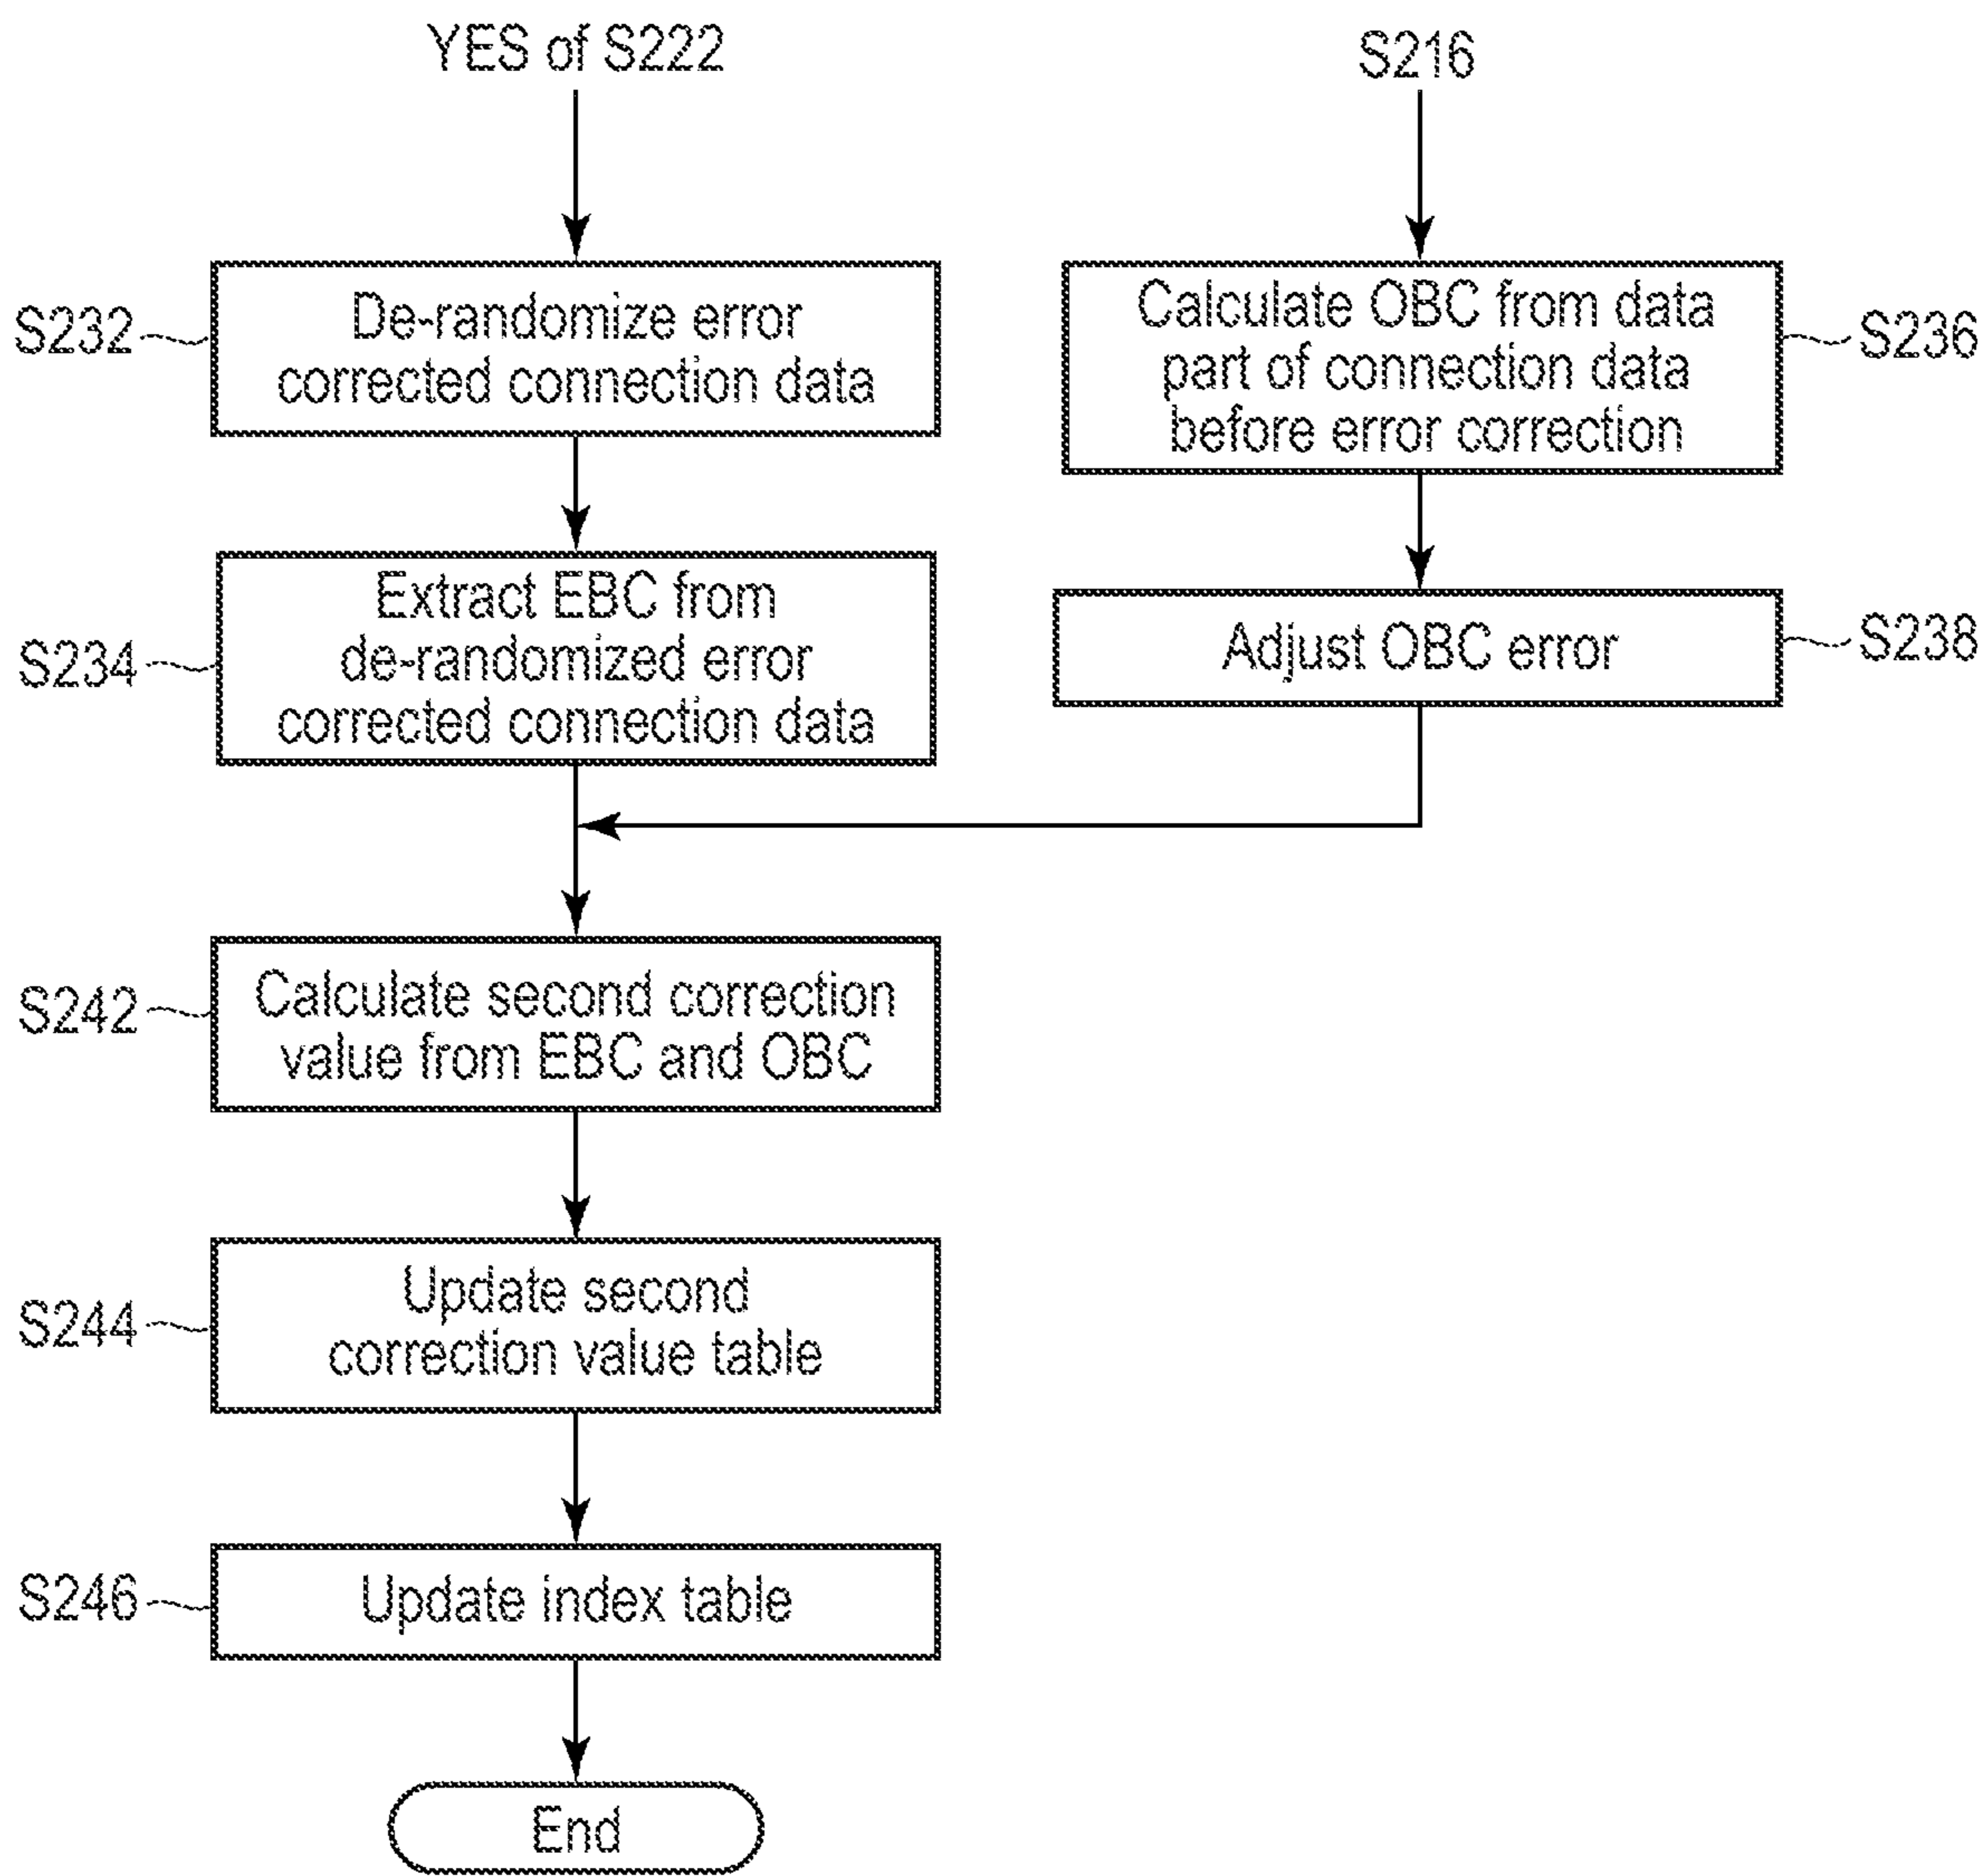 YES of S222
S216
S232
De-randomize error
corrected connection data
Calculate OBC from data
part of connection data
before error correction
S236
S234
Extract EBC from
de-randomized error
corrected connection data
Adjust OBC error
S238
S242
Calculate second correction
value from EBC and OBC
S244
Update second
correction value table
S246
Update index table
End